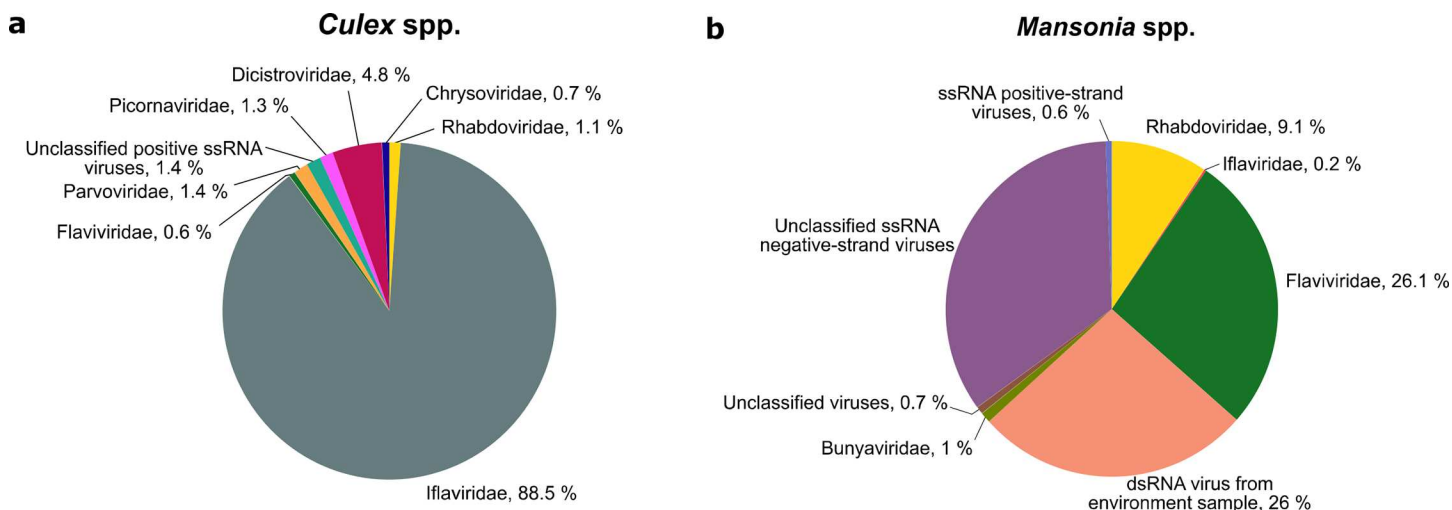 a
Culex spp.
Dicistroviridae, 4.8 %
Picornaviridae, 1.3 %
Chrysoviridae, 0.7 %
Rhabdoviridae, 1.1 %
Unclassified positive ssRNA
viruses, 1.4 %
Parvoviridae, 1.4 %
Flaviviridae, 0.6 %
Iflaviridae, 88.5 %
b
Mansonia spp.
ssRNA positive-strand
viruses, 0.6 %
Rhabdoviridae, 9.1 %
Iflaviridae, 0.2 %
Unclassified ssRNA
negative-strand viruses
Flaviviridae, 26.1 %
Unclassified viruses, 0.7 %
Bunyaviridae, 1 %
dsRNA virus from
environment sample, 26 %